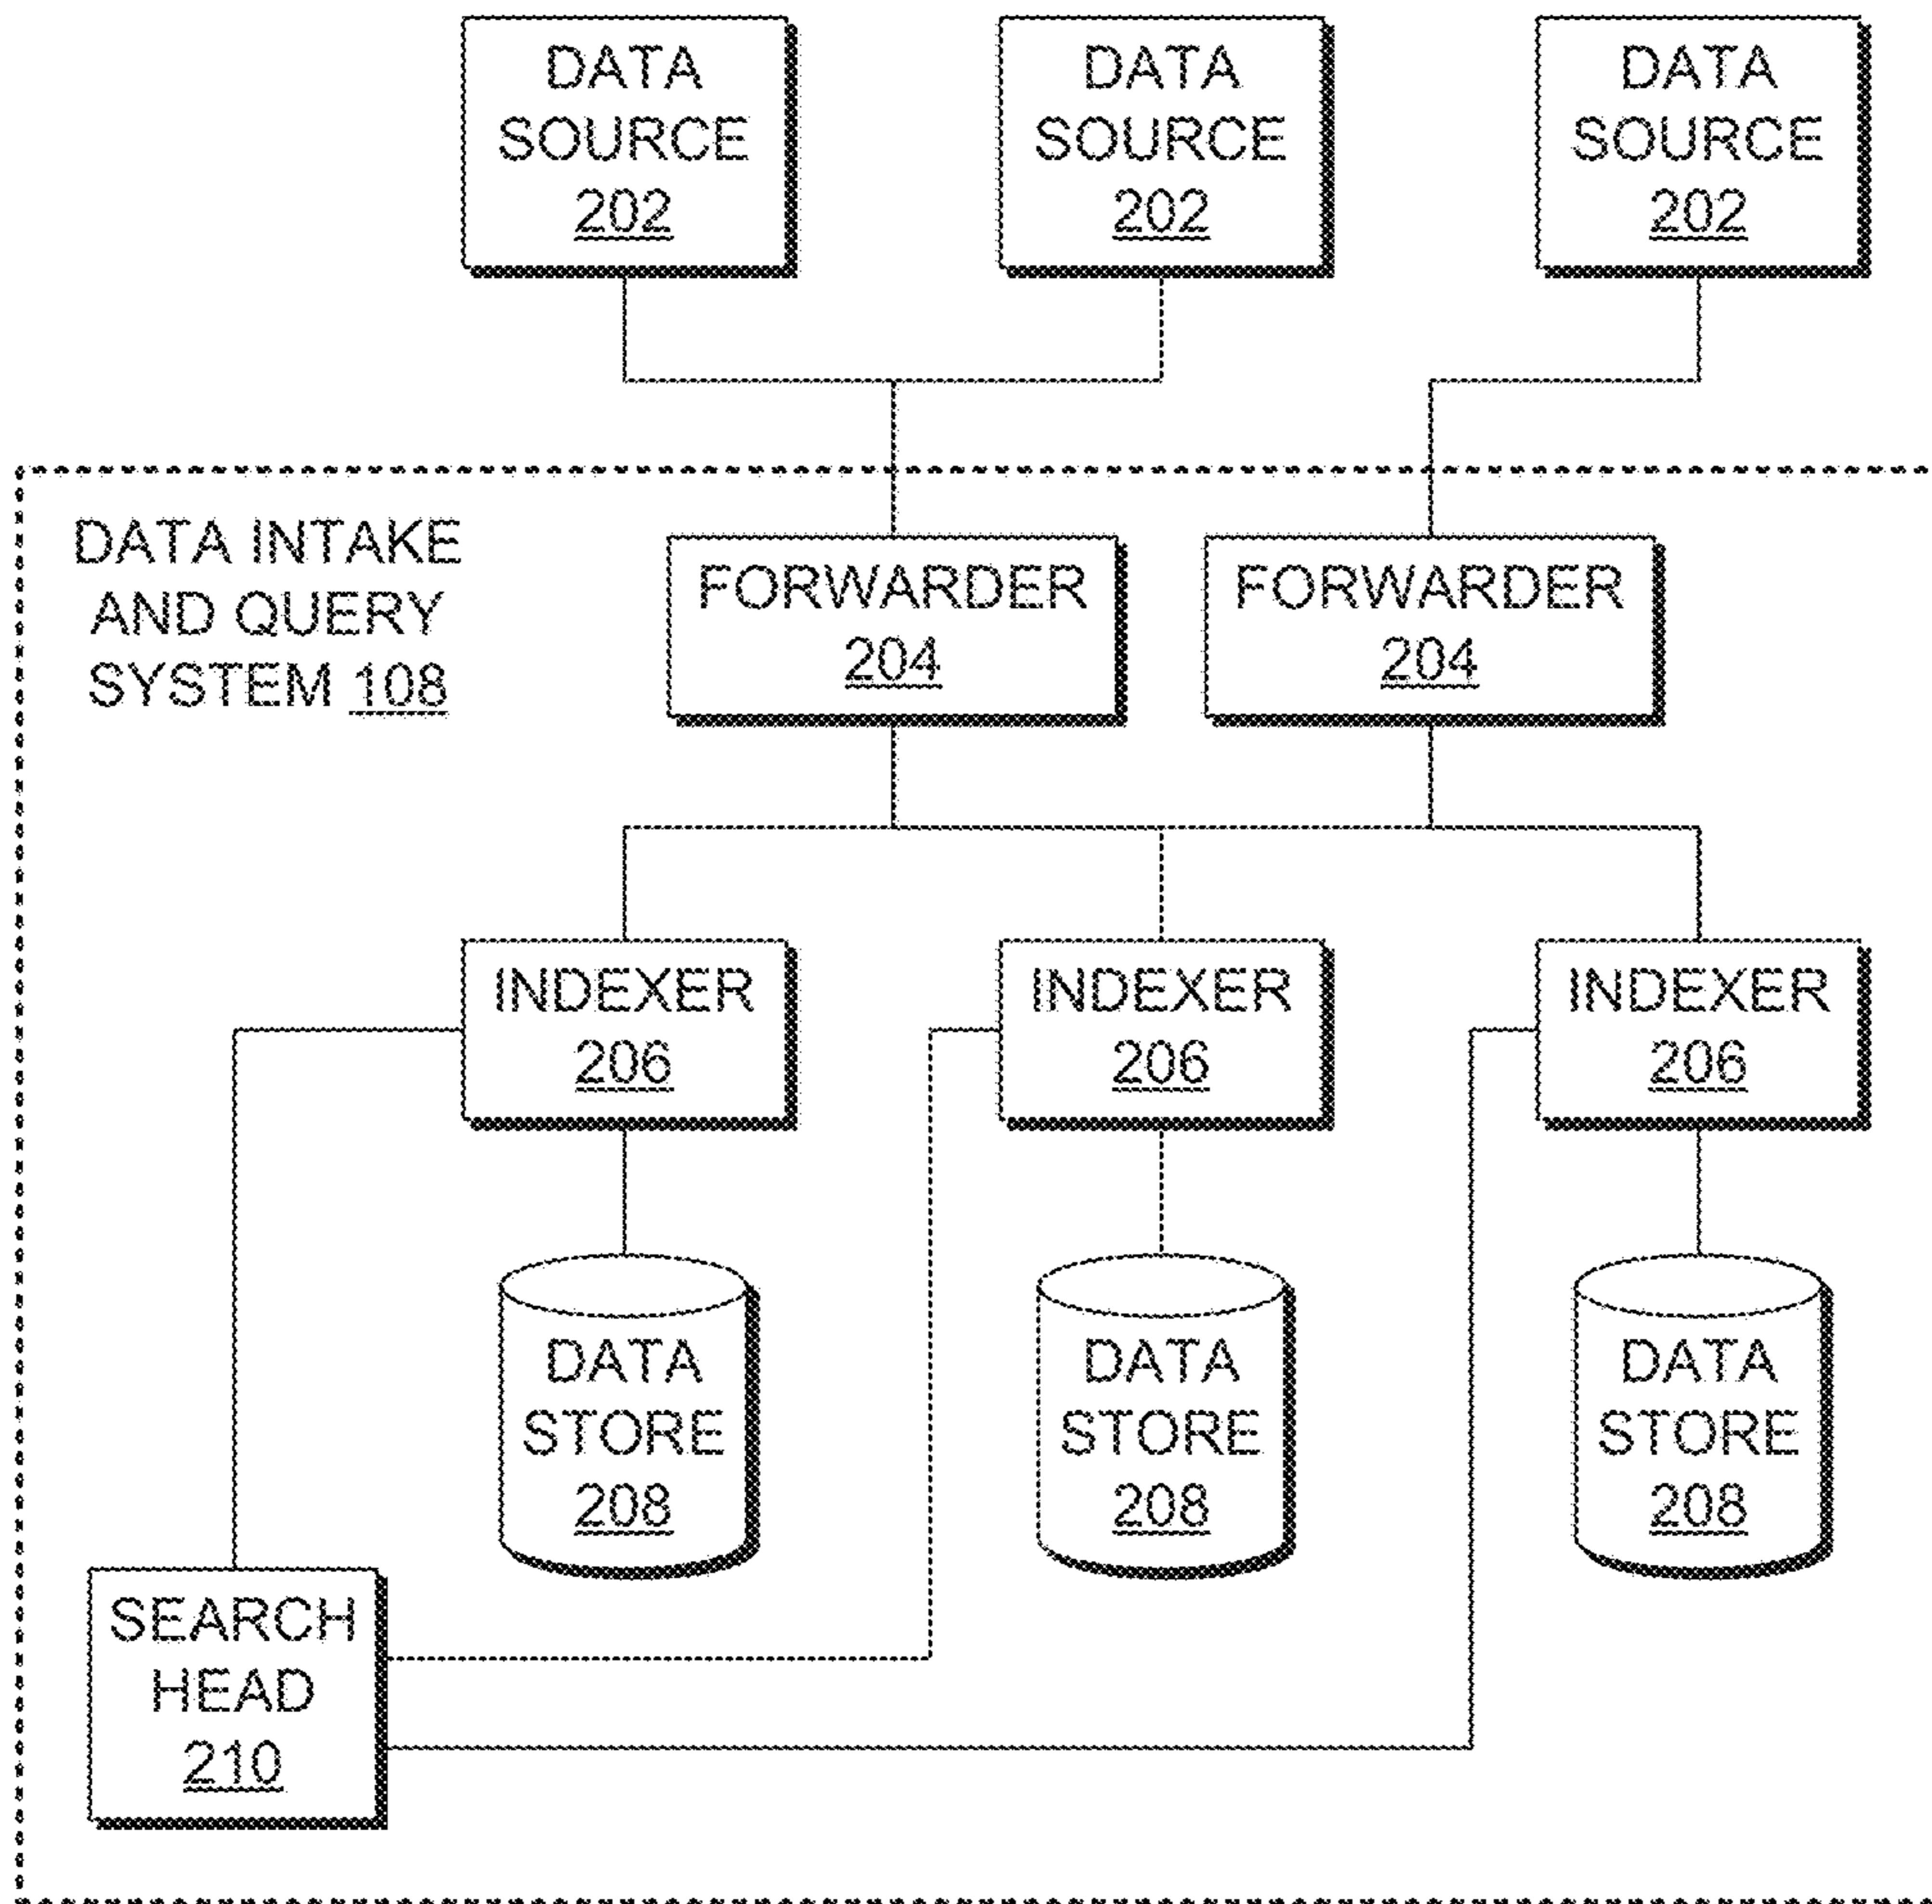 DATA
SOURCE
202
DATA
SOURCE
202
DATA
SOURCE
202
DATA INTAKE
AND QUERY
SYSTEM 108
FORWARDER
204
FORWARDER
204
INDEXER
206
INDEXER
206
INDEXER
206
DATA
STORE
208
DATA
STORE
208
DATA
STORE
208
SEARCH
HEAD
210